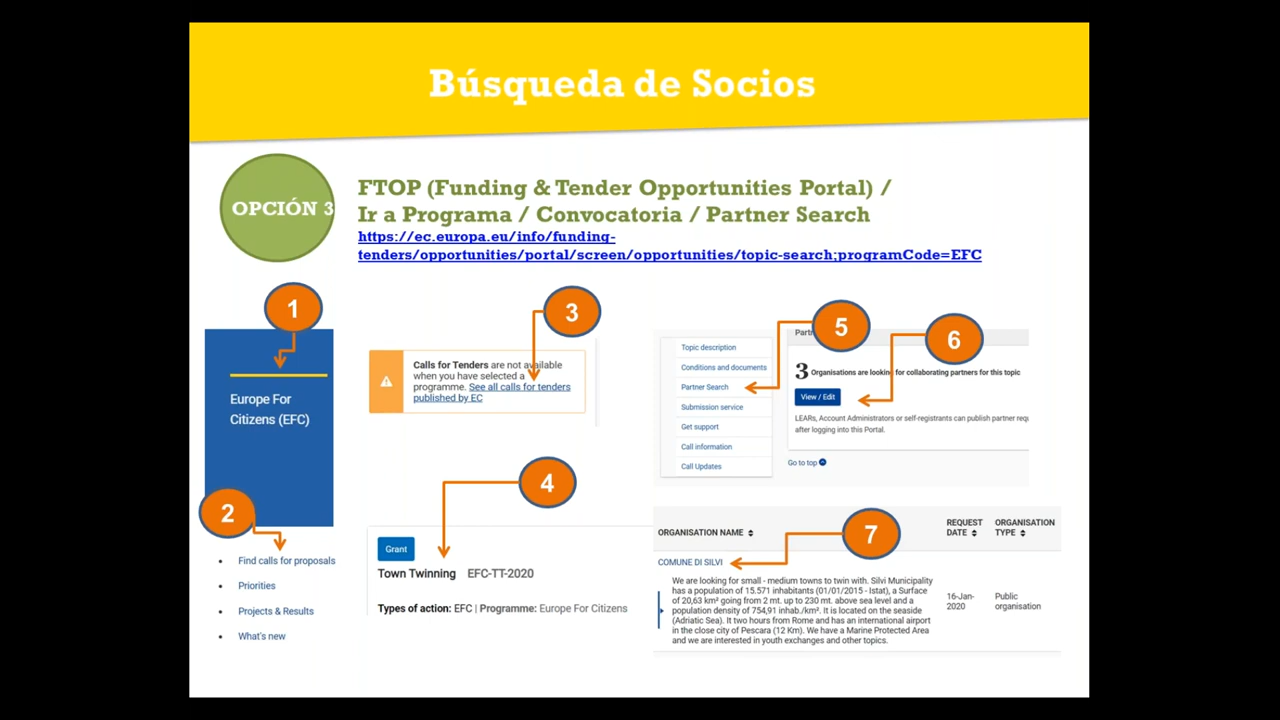 Búsqueda de Socios
OPCIÓN 3
FTOP (Funding & Tender Opportunities Portal) /
Ir a Programa / Convocatoria / Partner Search
https://ec.europa.eu/info/funding-
tenders/opportunities/portal/screen/opportunities/topic-search;programCode=EFC
1
Europe For
Citizens (EFC)
2
Find calls for proposals
Priorities
Projects & Results
What's new
3
Calls for Tenders are not available
when you have selected a
programme. See all calls for tenders
published by EC
4
Grant
Town Twinning EFC-TT-2020
Types of action: EFC | Programme: Europe For Citizens
5
Topic description
Conditions and documents
Partner Search
Submission service
Get support
Call information
Call Updates
6
3 Organisations are looking for collaborating partners for this topic
View / Edit
LEARs, Account Administrators or self-registrants can publish partner
after logging into this Portal.
Go to top
7
ORGANISATION NAME
REQUEST
DATE
ORGANISATION
TYPE
COMUNE DI SILVI
We are looking for small - medium towns to twin with. Silvi Municipality
has a population of 15.571 inhabitants (01/01/2015 - Istat), a Surface
of 20,63 km² going from 2 mt. up to 230 mt. above sea level and a
population density of 754,91 inhab./km². It is located on the seaside
(Adriatic Sea). It two hours from Rome and has an international airport
in the close city of Pescara (12 Km). We have a Marine Protected Area
and we are interested in youth exchanges and other topics.
16-Jan-
2020
Public
organisation